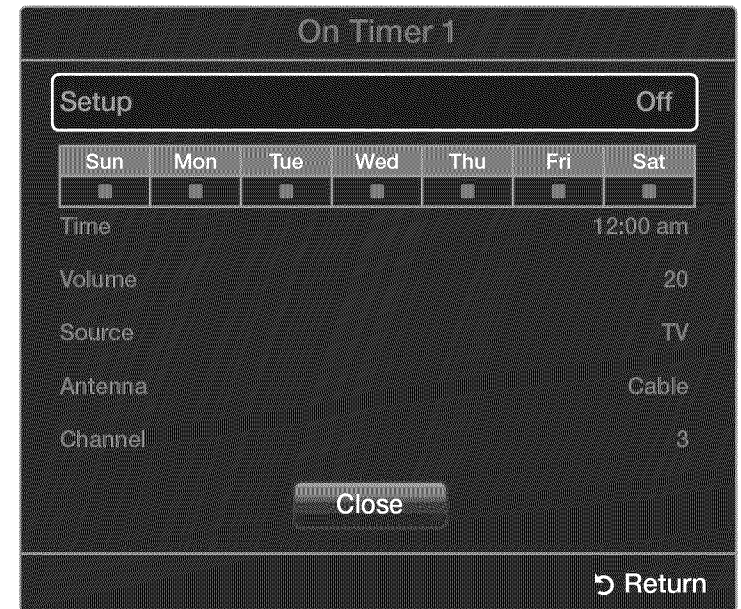 On Timer 1
Setup Off
Sun Mon Tue Wed Thu Fri Sat
Time 12:00 am
Volume 20
Source TV
Antenna Cable
Channel 3
Close
Return